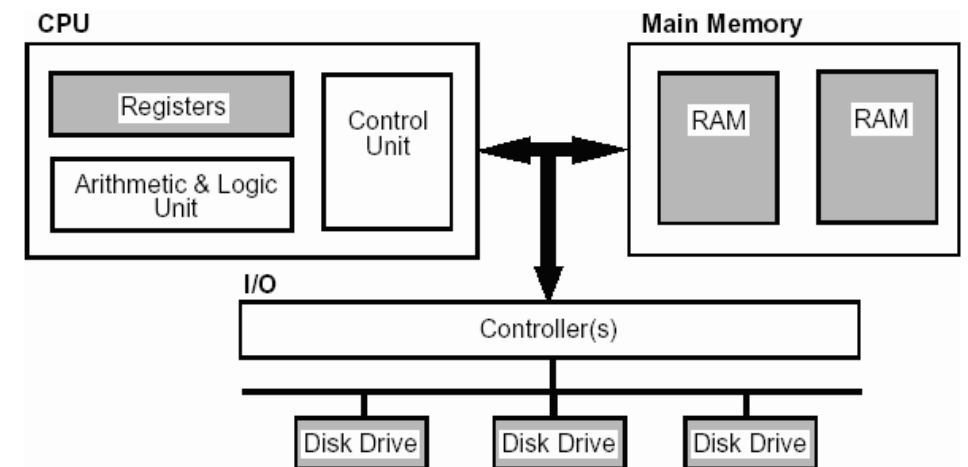 CPU
Main Memory
Registers
Control
Unit
Arithmetic & Logic
Unit
RAM
RAM
I/O
Controller(s)
Disk Drive
Disk Drive
Disk Drive